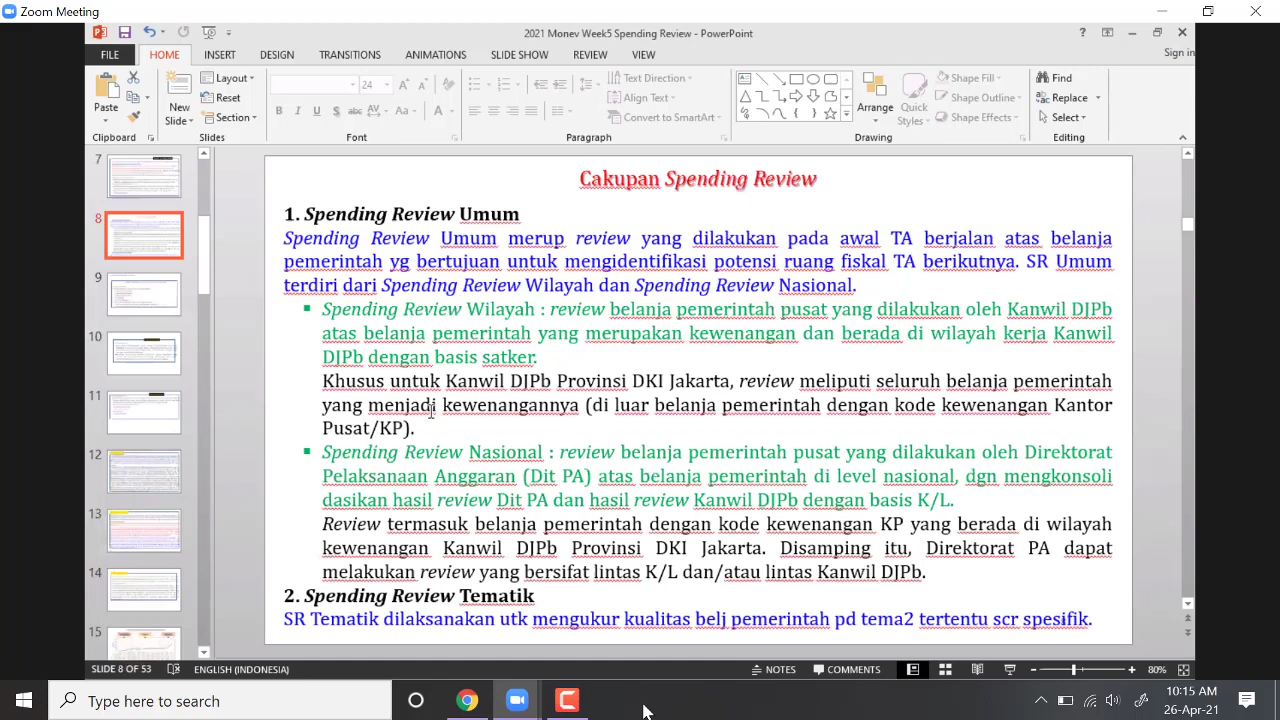 Zoom Meeting
2021 Monev Week5 Spending Review - PowerPoint
Sign in
FILE HOME INSERT DESIGN TRANSITIONS ANIMATIONS SLIDE SHOW REVIEW VIEW
Paste
New
Slide
Layout
Reset
Section
24
B I U S abc AV Aa A
Text Direction
Align Text
Convert to SmartArt
Arrange
Quick
Styles
Shape Fill
Shape Outline
Shape Effects
Find
Replace
Select
Clipboard Slides Font Paragraph Drawing Editing
7
8
9
10
11
12
13
14
15
Cakupan Spending Review
1. Spending Review Umum
Spending Review Umum merup review yang dilakukan pada awal TA berjalan atas belanja
pemerintah yg bertujuan untuk mengidentifikasi potensi ruang fiskal TA berikutnya. SR Umum
terdiri dari Spending Review Wilayah dan Spending Review Nasional.
▪ Spending Review Wilayah : review belanja pemerintah pusat yang dilakukan oleh Kanwil DJPb
atas belanja pemerintah yang merupakan kewenangan dan berada di wilayah kerja Kanwil
DJPb dengan basis satker.
Khusus untuk Kanwil DJPb Provinsi DKI Jakarta, review meliputi seluruh belanja pemerintah
yang menjadi kewenangannya (di luar belanja pemerintah dengan kode kewenangan Kantor
Pusat/KP).
▪ Spending Review Nasional : review belanja pemerintah pusat yang dilakukan oleh Direktorat
Pelaksanaan Anggaran (Dit PA) atas belanja pemerintah di level nasional, dgn mengkonsoli
dasikan hasil review Dit PA dan hasil review Kanwil DJPb dengan basis K/L.
Review termasuk belanja pemerintah dengan kode kewenangan KP yang berada di wilayah
kewenangan Kanwil DJPb Provinsi DKI Jakarta. Disamping itu, Direktorat PA dapat
melakukan review yang bersifat lintas K/L dan/atau lintas Kanwil DJPb.
2. Spending Review Tematik
SR Tematik dilaksanakan utk mengukur kualitas belj pemerintah pd tema2 tertentu scr spesifik.
SLIDE 8 OF 53 ENGLISH (INDONESIA) NOTES COMMENTS 80%
Type here to search
10:15 AM
26-Apr-21